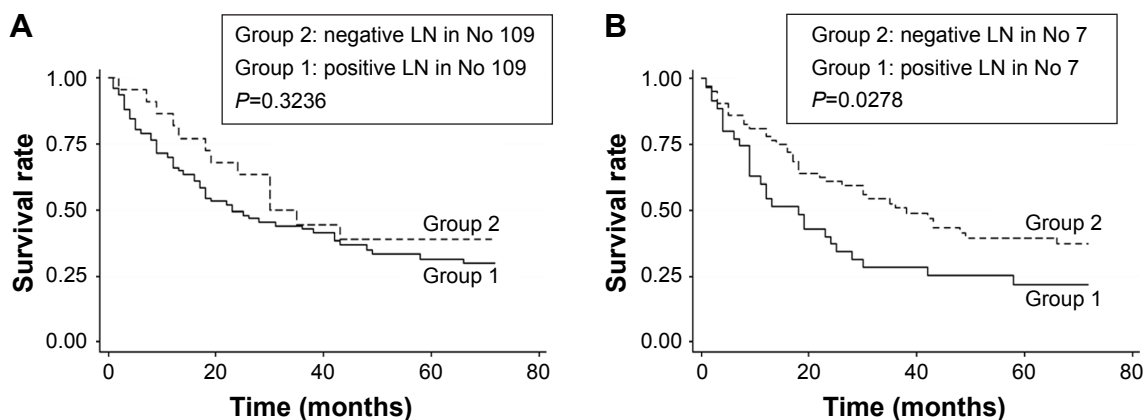 A
Group 2: negative LN in No 109
Group 1: positive LN in No 109
P=0.3236
1.00
0.75
0.50
0.25
0.00
Survival rate
Group 2
Group 1
0 20 40 60 80
Time (months)
B
Group 2: negative LN in No 7
Group 1: positive LN in No 7
P=0.0278
1.00
0.75
0.50
0.25
0.00
Survival rate
Group 2
Group 1
0 20 40 60 80
Time (months)